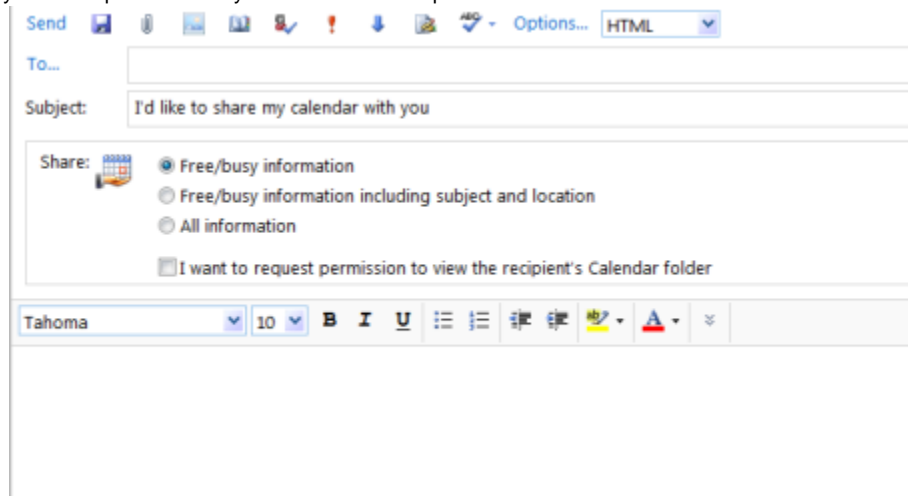 Send Options... HTML
To...
Subject: I'd like to share my calendar with you
Share: Free/busy information
Free/busy information including subject and location
All information
I want to request permission to view the recipient's Calendar folder
Tahoma 10 B I U ab A